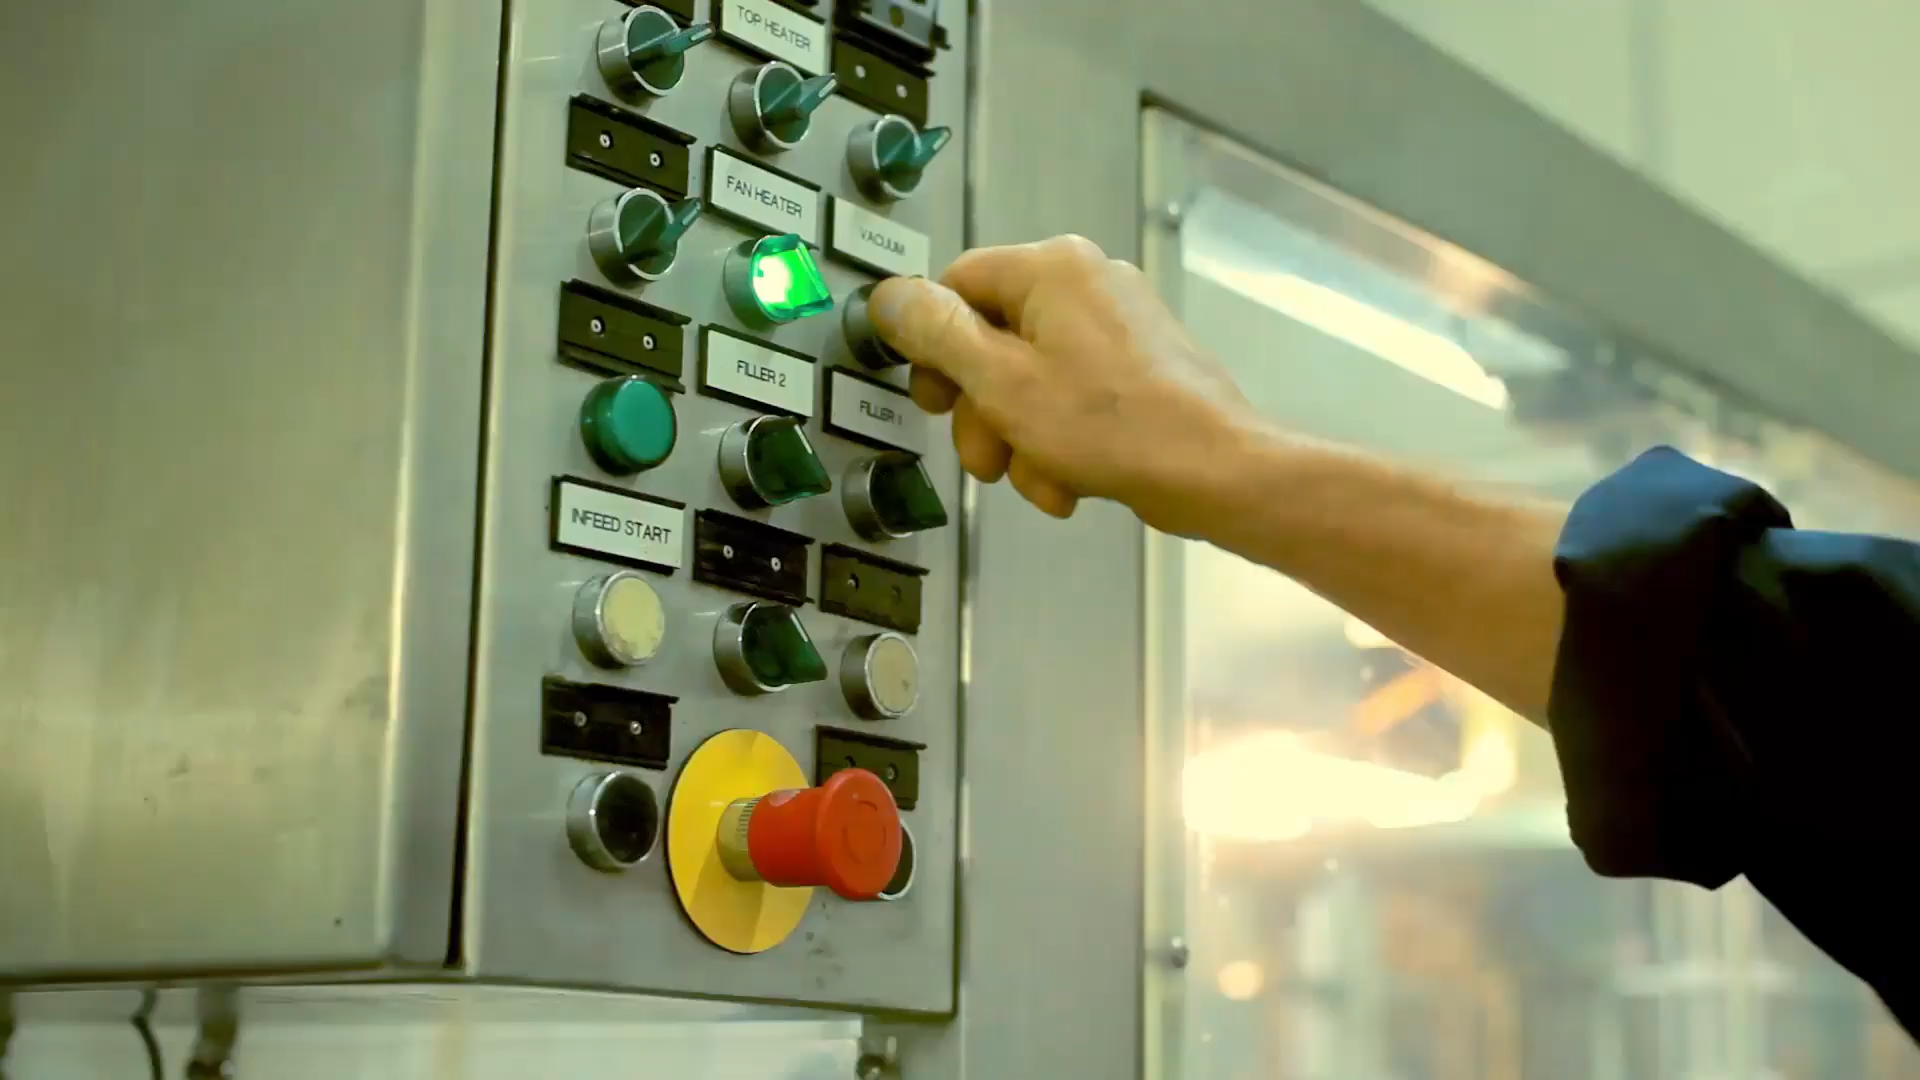 TOP HEATER
FAN HEATER
VACUUM
FILLER 2
FILLER 1
INFEED START